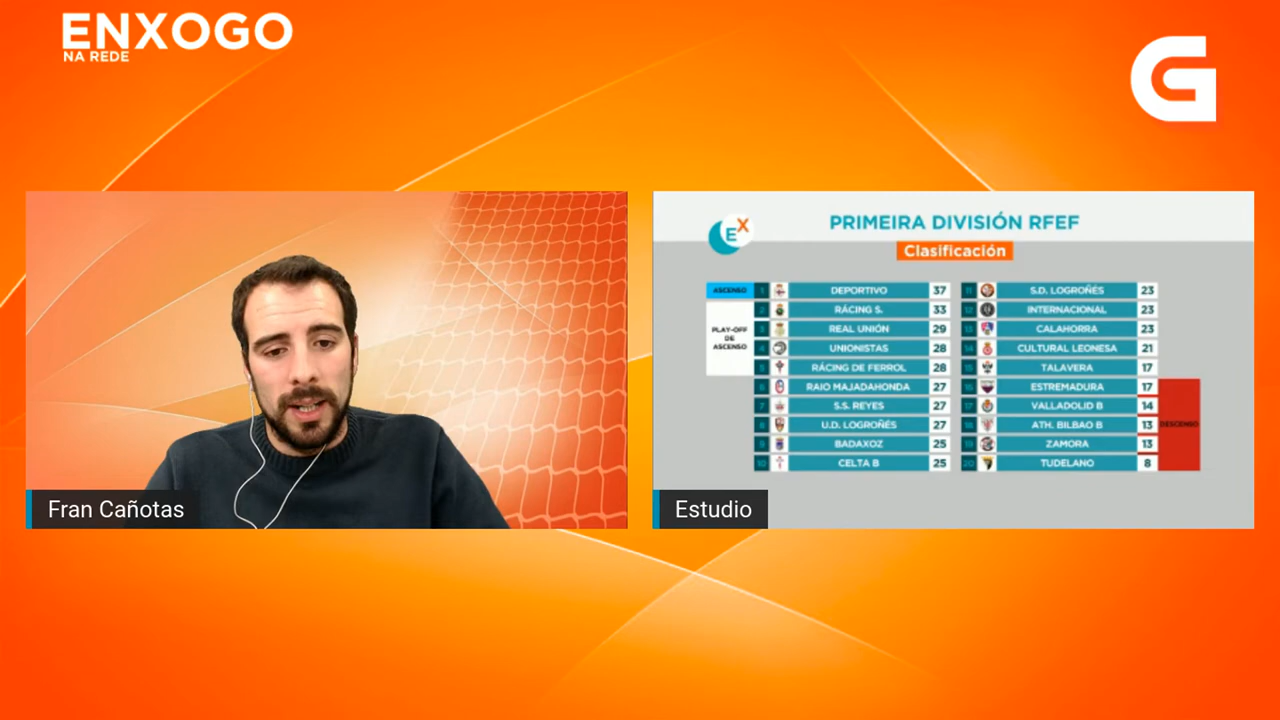 ENXOGO
NA REDE
G
EX
PRIMEIRA DIVISIÓN RFEF
Clasificación
ASCENSO
PLAY-OFF
DE
ASCENSO
1 DEPORTIVO 37
2 RÁCING S. 33
3 REAL UNIÓN 29
4 UNIONISTAS 28
5 RÁCING DE FERROL 28
6 RAIO MAJADAHONDA 27
7 S.S. REYES 27
8 U.D. LOGROÑÉS 27
9 BADAXOZ 25
10 CELTA B 25
11 S.D. LOGROÑÉS 23
12 INTERNACIONAL 23
13 CALAHORRA 23
14 CULTURAL LEONESA 21
15 TALAVERA 17
16 ESTREMADURA 17
17 VALLADOLID B 14
18 ATH. BILBAO B 13
19 ZAMORA 13
20 TUDELANO 8
DESCENSO
Fran Cañotas
Estudio